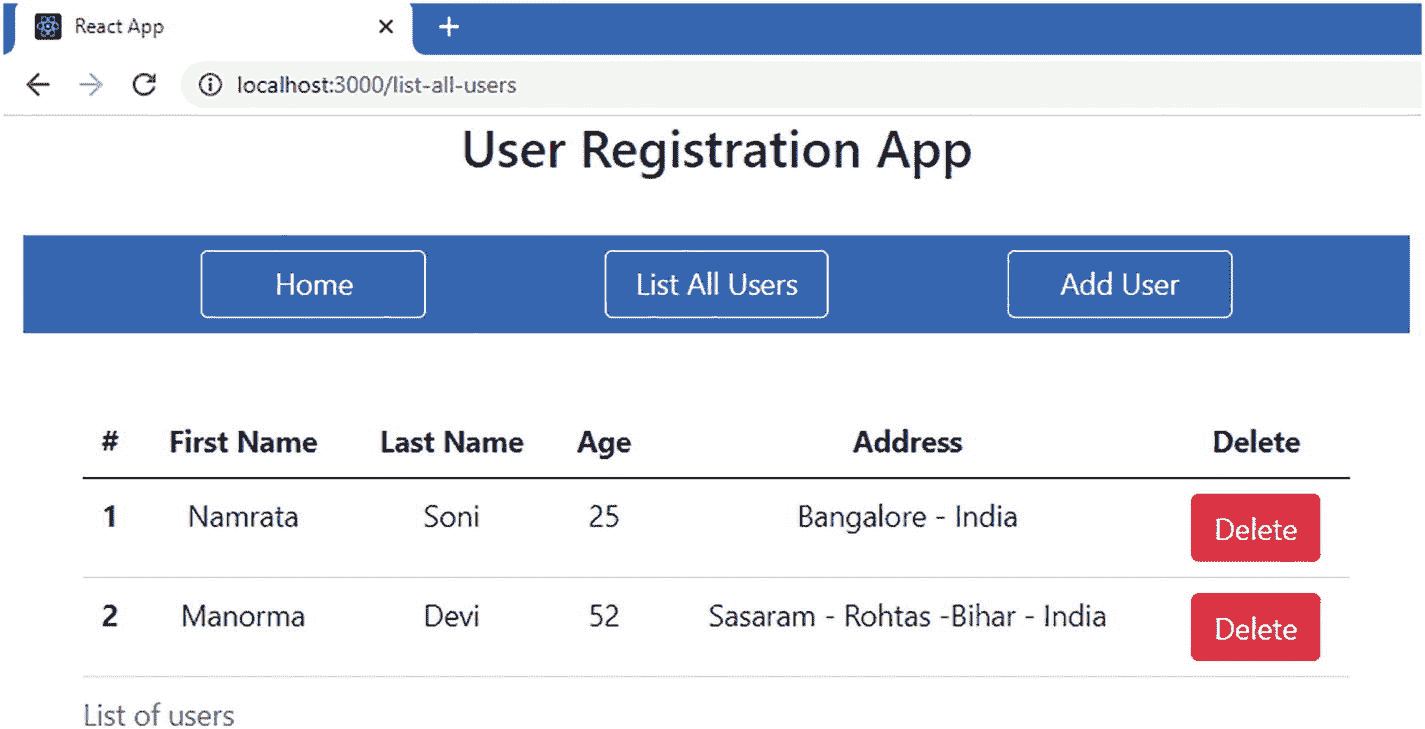 React App
localhost:3000/list-all-users
User Registration App
Home List All Users Add User
# First Name Last Name Age Address Delete
1 Namrata Soni 25 Bangalore - India Delete
2 Manorma Devi 52 Sasaram - Rohtas -Bihar - India Delete
List of users